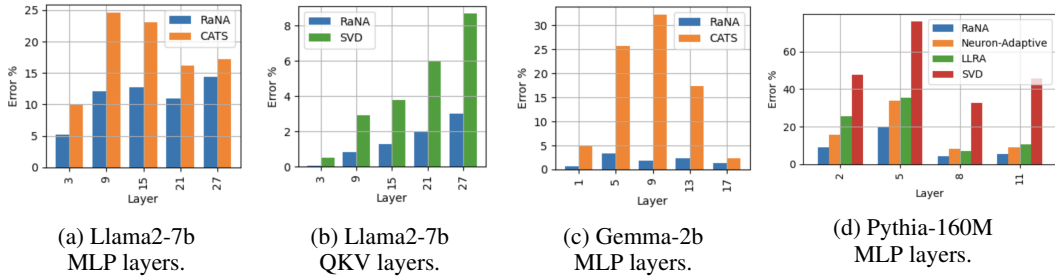 25
20
15
10
5
0
Error %
RaNA
CATS
3
9
15
21
27
Layer
(a) Llama2-7b
MLP layers.
8
6
4
2
0
Error %
RaNA
SVD
3
9
15
21
27
Layer
(b) Llama2-7b
QKV layers.
30
25
20
15
10
5
0
Error %
RaNA
CATS
1
5
9
13
17
Layer
(c) Gemma-2b
MLP layers.
60
40
20
0
Error %
RaNA
Neuron-Adaptive
LLRA
SVD
2
5
8
11
Layer
(d) Pythia-160M
MLP layers.